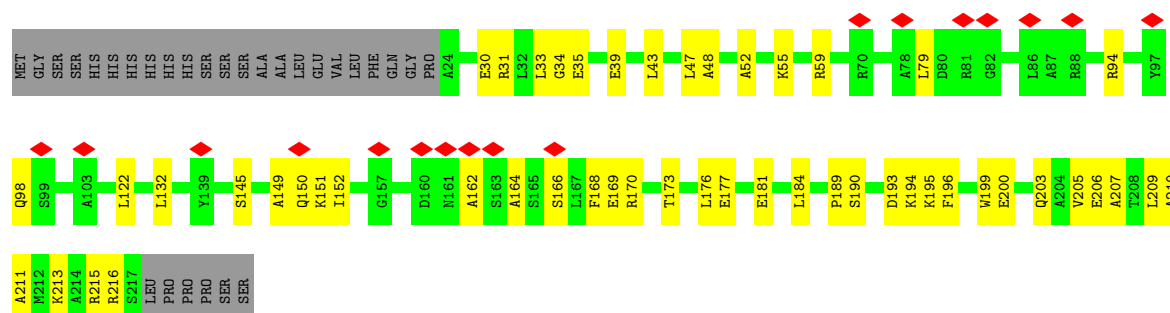 MET GLY SER SER HIS HIS HIS HIS HIS HIS SER SER SER ALA ALA LEU GLU VAL LEU PHE GLN GLY PRO A24 E30 R31 L32 L33 G34 E35 E39 L43 L47 A48 A52 K55 R59 R70 A78 L79 D80 R81 G82 L86 A87 R88 R94 Y97
Q98 S99 A103 L122 L132 Y139 S145 A149 Q150 K151 I152 G157 D160 N161 A162 S163 A164 S165 S166 L167 F168 E169 R170 T173 L176 E177 E181 L184 P189 S190 D193 K194 K195 F196 W199 E200 Q203 A204 V205 E206 A207 T208 L209
A211 M212 K213 A214 R215 R216 S217 LEU PRO PRO PRO SER SER